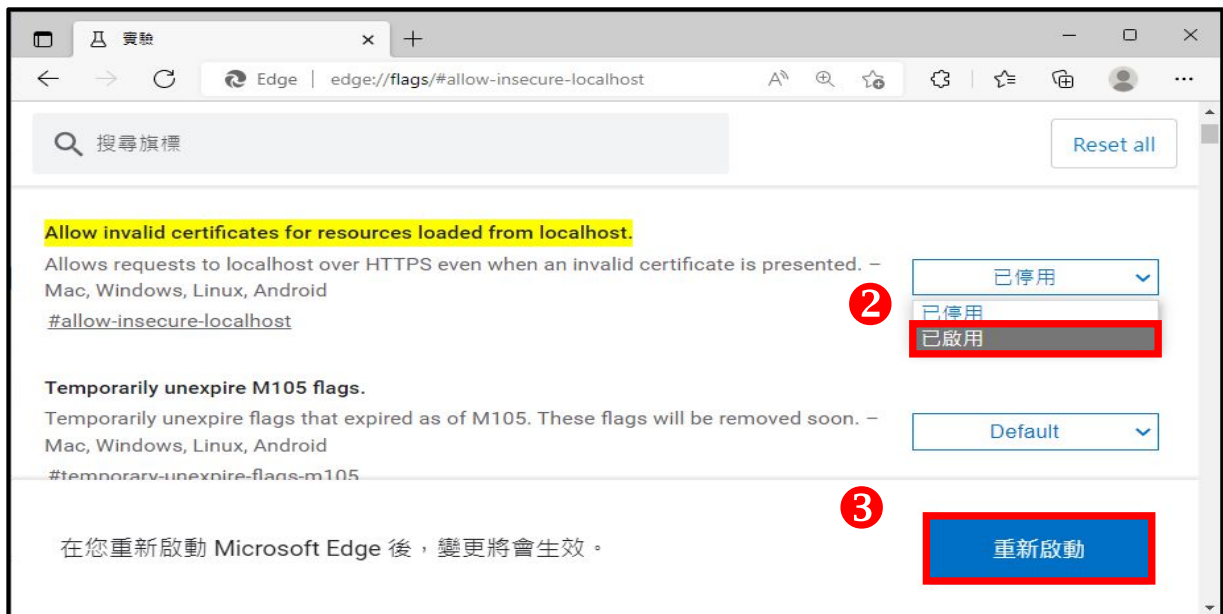 實驗
Edge | edge://flags/#allow-insecure-localhost
搜尋旗標
Reset all
Allow invalid certificates for resources loaded from localhost.
Allows requests to localhost over HTTPS even when an invalid certificate is presented. –
Mac, Windows, Linux, Android
#allow-insecure-localhost
已停用
2
已停用
已啟用
Temporarily unexpire M105 flags.
Temporarily unexpire flags that expired as of M105. These flags will be removed soon. –
Mac, Windows, Linux, Android
Default
#temporary-unexpire-flags-m105
3
在您重新啟動 Microsoft Edge 後，變更將會生效。
重新啟動